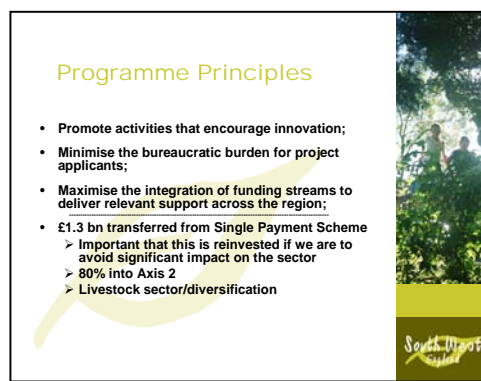 Programme Principles
• Promote activities that encourage innovation;
• Minimise the bureaucratic burden for project
applicants;
• Maximise the integration of funding streams to
deliver relevant support across the region;
• £1.3 bn transferred from Single Payment Scheme
➢ Important that this is reinvested if we are to
avoid significant impact on the sector
➢ 80% into Axis 2
➢ Livestock sector/diversification
South West
England